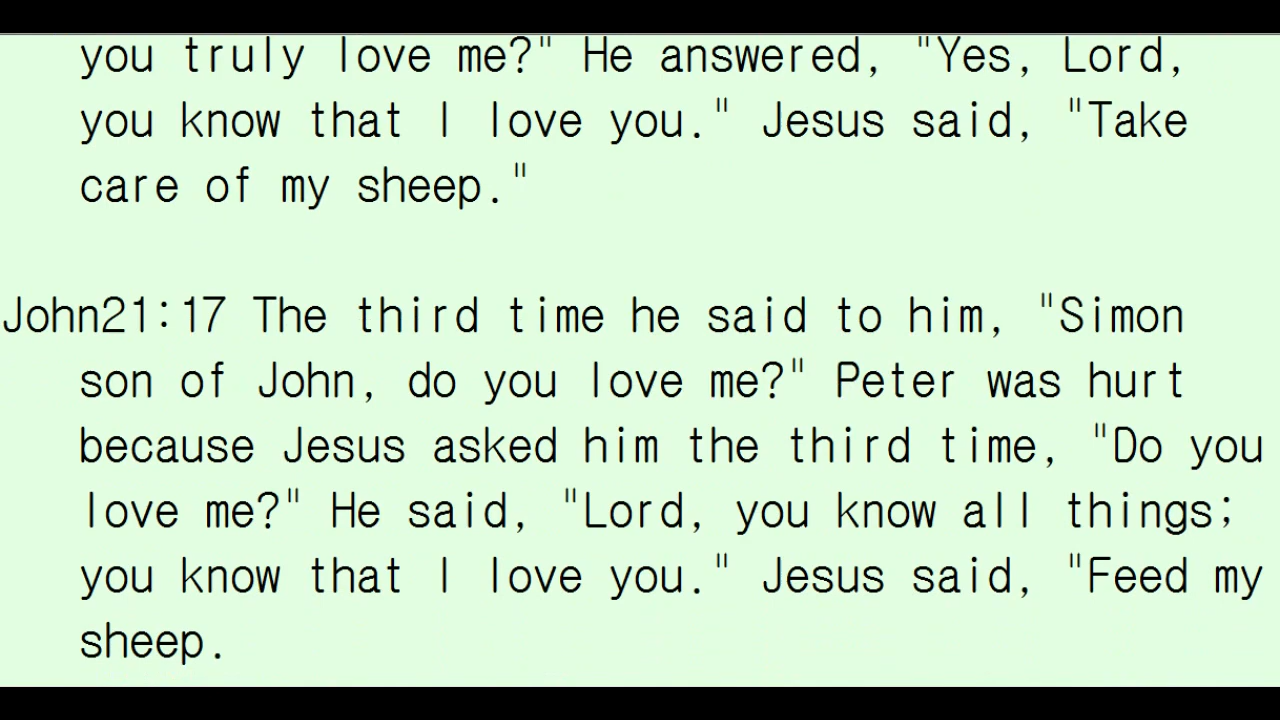 you truly love me?" He answered, "Yes, Lord,
you know that I love you." Jesus said, "Take
care of my sheep."
John21:17 The third time he said to him, "Simon
son of John, do you love me?" Peter was hurt
because Jesus asked him the third time, "Do you
love me?" He said, "Lord, you know all things;
you know that I love you." Jesus said, "Feed my
sheep.